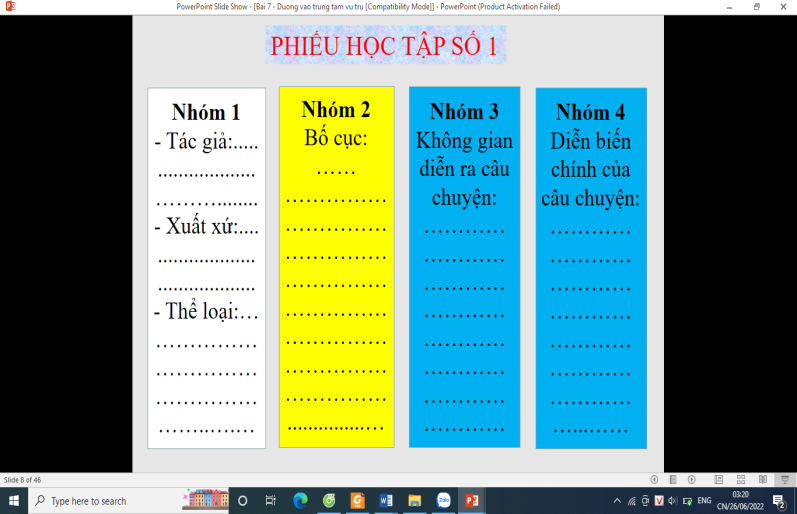 PowerPoint Slide Show - [Bai 7 - Duong vao trung tam vu tru [Compatibility Mode]] - PowerPoint (Product Activation Failed)
PHIẾU HỌC TẬP SỐ 1
Nhóm 1
- Tác giả:.....
...................
………........
- Xuất xứ:....
...................
...................
- Thể loại:…
……………
……………
……………
……..…..…
Nhóm 2
Bố cục:
……
……………
……………
……………
……………
……………
……………
……………
……………
...............…
Nhóm 3
Không gian
diễn ra câu
chuyện:
…………
…………
…………
…………
…………
…………
…………
…………
Nhóm 4
Diễn biến
chính của
câu chuyện:
…………
…………
…………
…………
…………
…………
…………
…...……
Slide 8 of 46
Type here to search
ENG
03:20
CN/26/06/2022
2